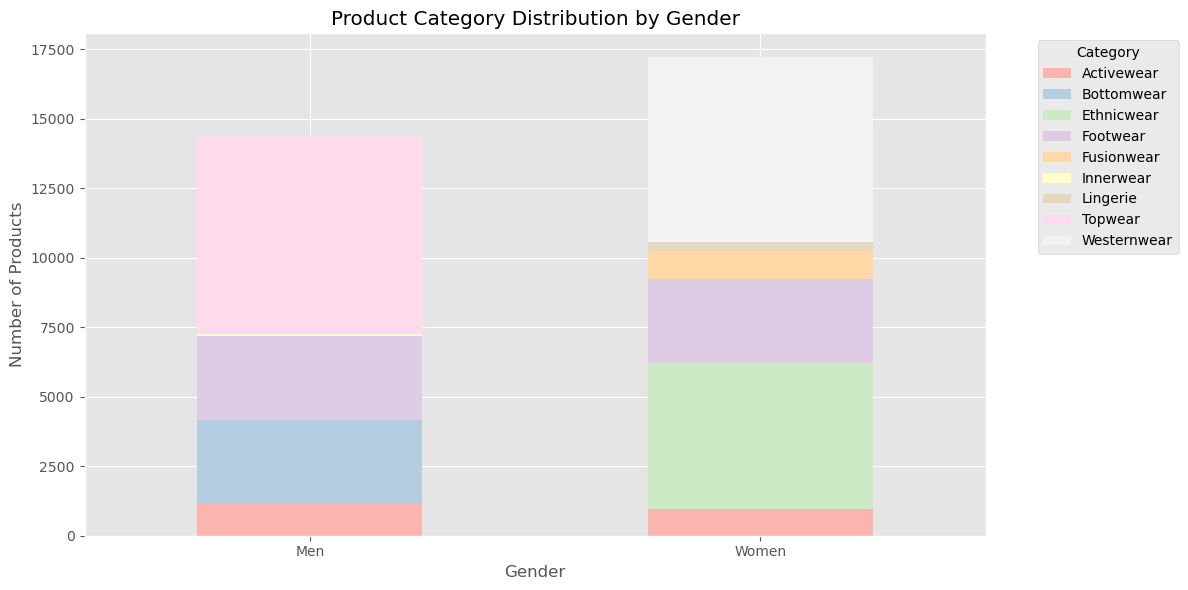 Product Category Distribution by Gender
Number of Products
17500
15000
12500
10000
7500
5000
2500
0
Men
Women
Gender
Category
Activewear
Bottomwear
Ethnicwear
Footwear
Fusionwear
Innerwear
Lingerie
Topwear
Westernwear